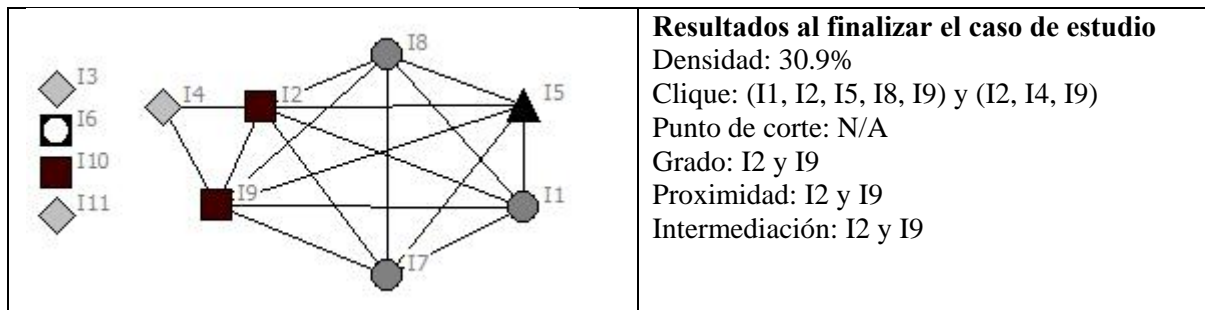 I3
I6
I10
I11
I4
I2
I8
I5
I9
I1
I7
Resultados al finalizar el caso de estudio
Densidad: 30.9%
Clique: (I1, I2, I5, I8, I9) y (I2, I4, I9)
Punto de corte: N/A
Grado: I2 y I9
Proximidad: I2 y I9
Intermediación: I2 y I9